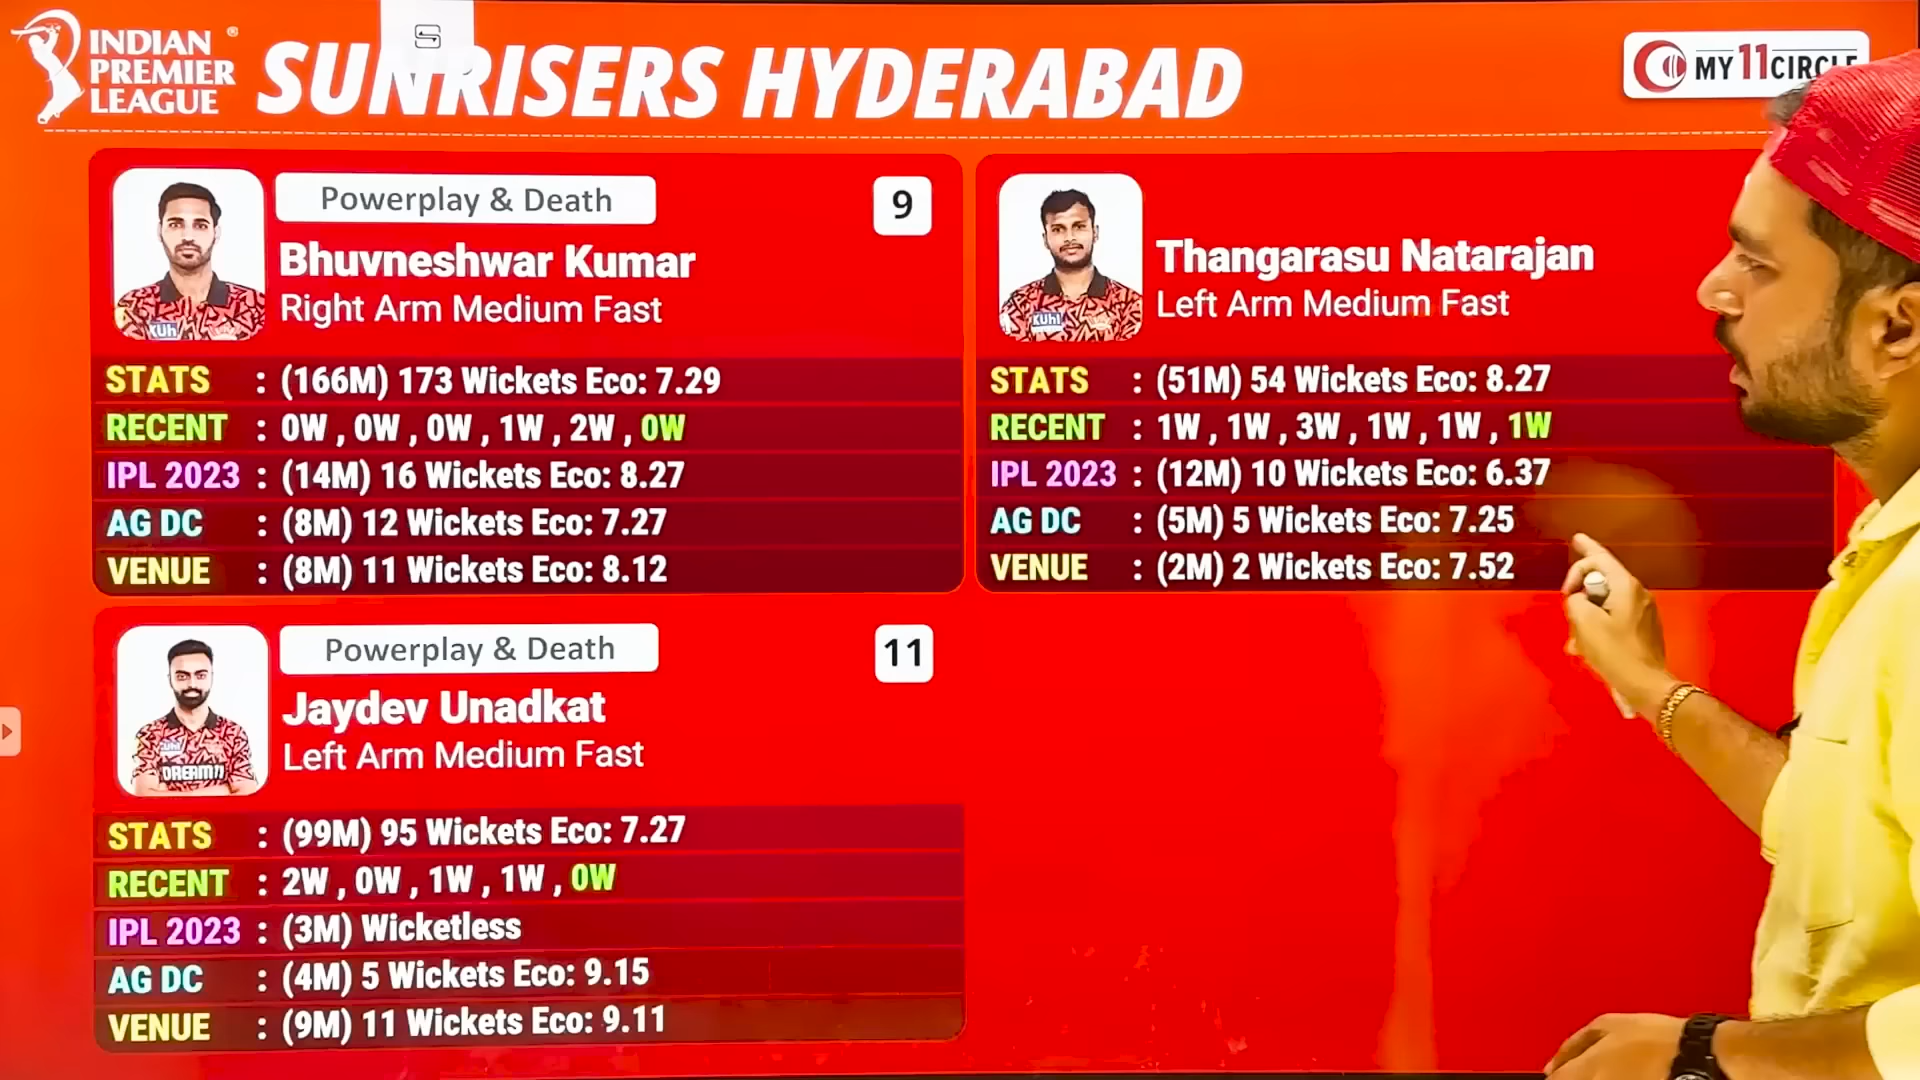 INDIAN
PREMIER
LEAGUE
®
SUNRISERS HYDERABAD
MY11CIRCLE
Powerplay & Death
9
Bhuvneshwar Kumar
Right Arm Medium Fast
STATS : (166M) 173 Wickets Eco: 7.29
RECENT : 0W , 0W , 0W , 1W , 2W , 0W
IPL 2023 : (14M) 16 Wickets Eco: 8.27
AG DC : (8M) 12 Wickets Eco: 7.27
VENUE : (8M) 11 Wickets Eco: 8.12
KUhl
Thangarasu Natarajan
Left Arm Medium Fast
STATS : (51M) 54 Wickets Eco: 8.27
RECENT : 1W , 1W , 3W , 1W , 1W , 1W
IPL 2023 : (12M) 10 Wickets Eco: 6.37
AG DC : (5M) 5 Wickets Eco: 7.25
VENUE : (2M) 2 Wickets Eco: 7.52
KUhl
Powerplay & Death
11
Jaydev Unadkat
Left Arm Medium Fast
STATS : (99M) 95 Wickets Eco: 7.27
RECENT : 2W , 0W , 1W , 1W , 0W
IPL 2023 : (3M) Wicketless
AG DC : (4M) 5 Wickets Eco: 9.15
VENUE : (9M) 11 Wickets Eco: 9.11
DREAM11